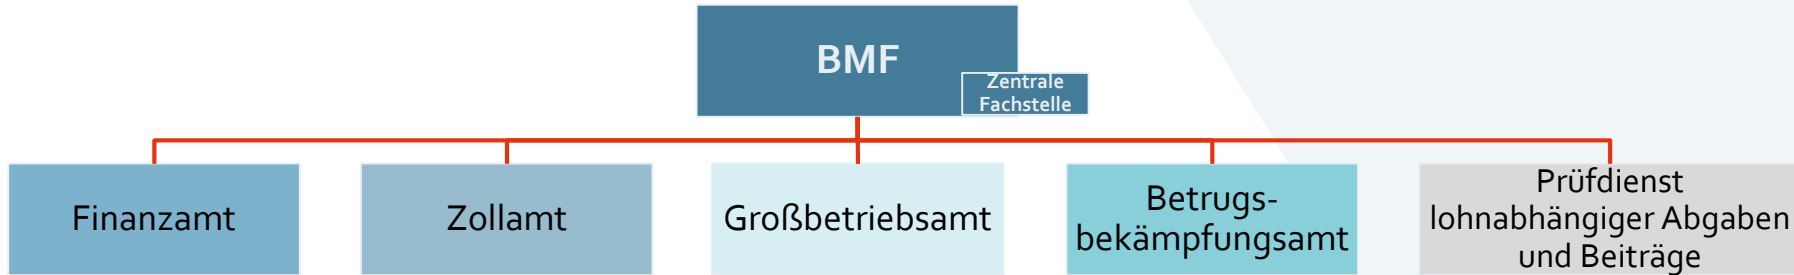 BMF
Zentrale
Fachstelle
Finanzamt
Zollamt
Großbetriebsamt
Betrugs-
bekämpfungsamt
Prüfdienst
lohnabhängiger Abgaben
und Beiträge